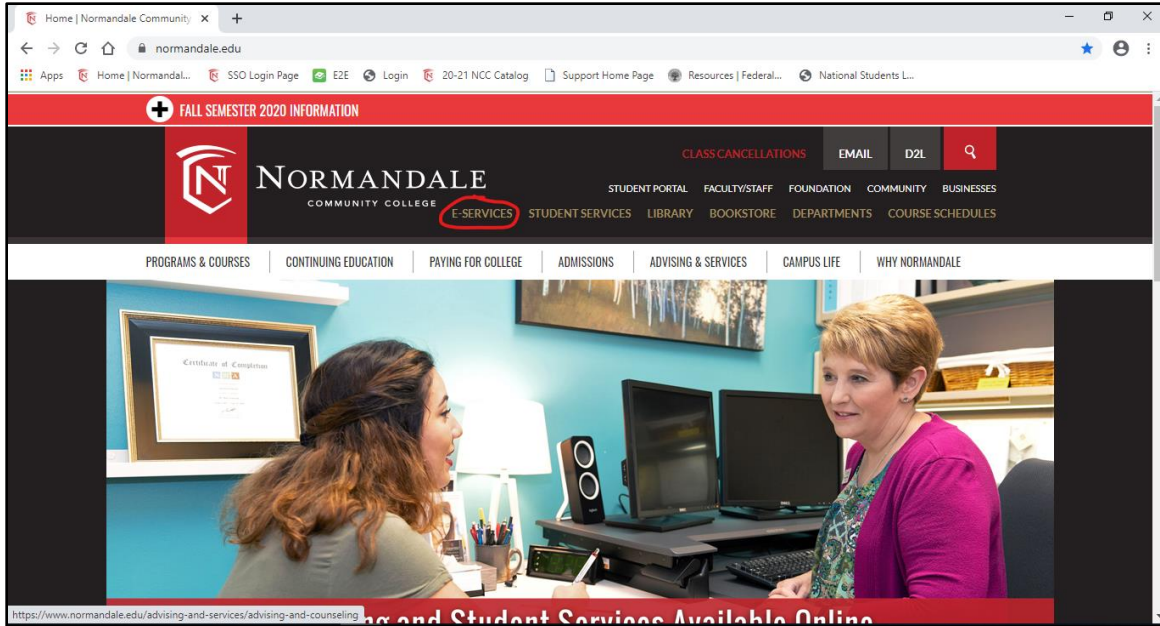 Home | Normandale Community
normandale.edu
Apps Home | Normandal... SSO Login Page E2E Login 20-21 NCC Catalog Support Home Page Resources | Federal... National Students L...
FALL SEMESTER 2020 INFORMATION
CLASS CANCELLATIONS EMAIL D2L
N NORMANDALE
COMMUNITY COLLEGE
STUDENT PORTAL FACULTY/STAFF FOUNDATION COMMUNITY BUSINESSES
E-SERVICES STUDENT SERVICES LIBRARY BOOKSTORE DEPARTMENTS COURSE SCHEDULES
PROGRAMS & COURSES CONTINUING EDUCATION PAYING FOR COLLEGE ADMISSIONS ADVISING & SERVICES CAMPUS LIFE WHY NORMANDALE
Certificate of Completion
https://www.normandale.edu/advising-and-services/advising-and-counseling
ng and Student Services Available Online